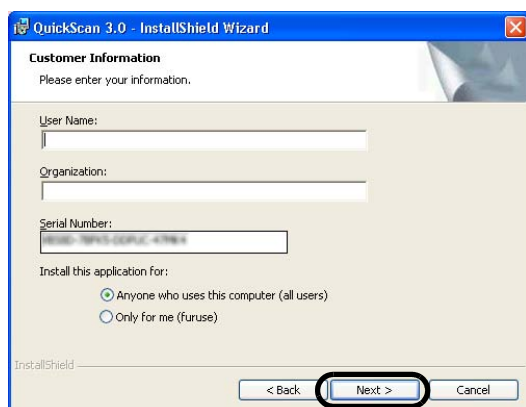 QuickScan 3.0 - InstallShield Wizard
Customer Information
Please enter your information.
User Name:
Organization:
Serial Number:
Install this application for:
Anyone who uses this computer (all users)
Only for me (furuse)
InstallShield
< Back
Next >
Cancel